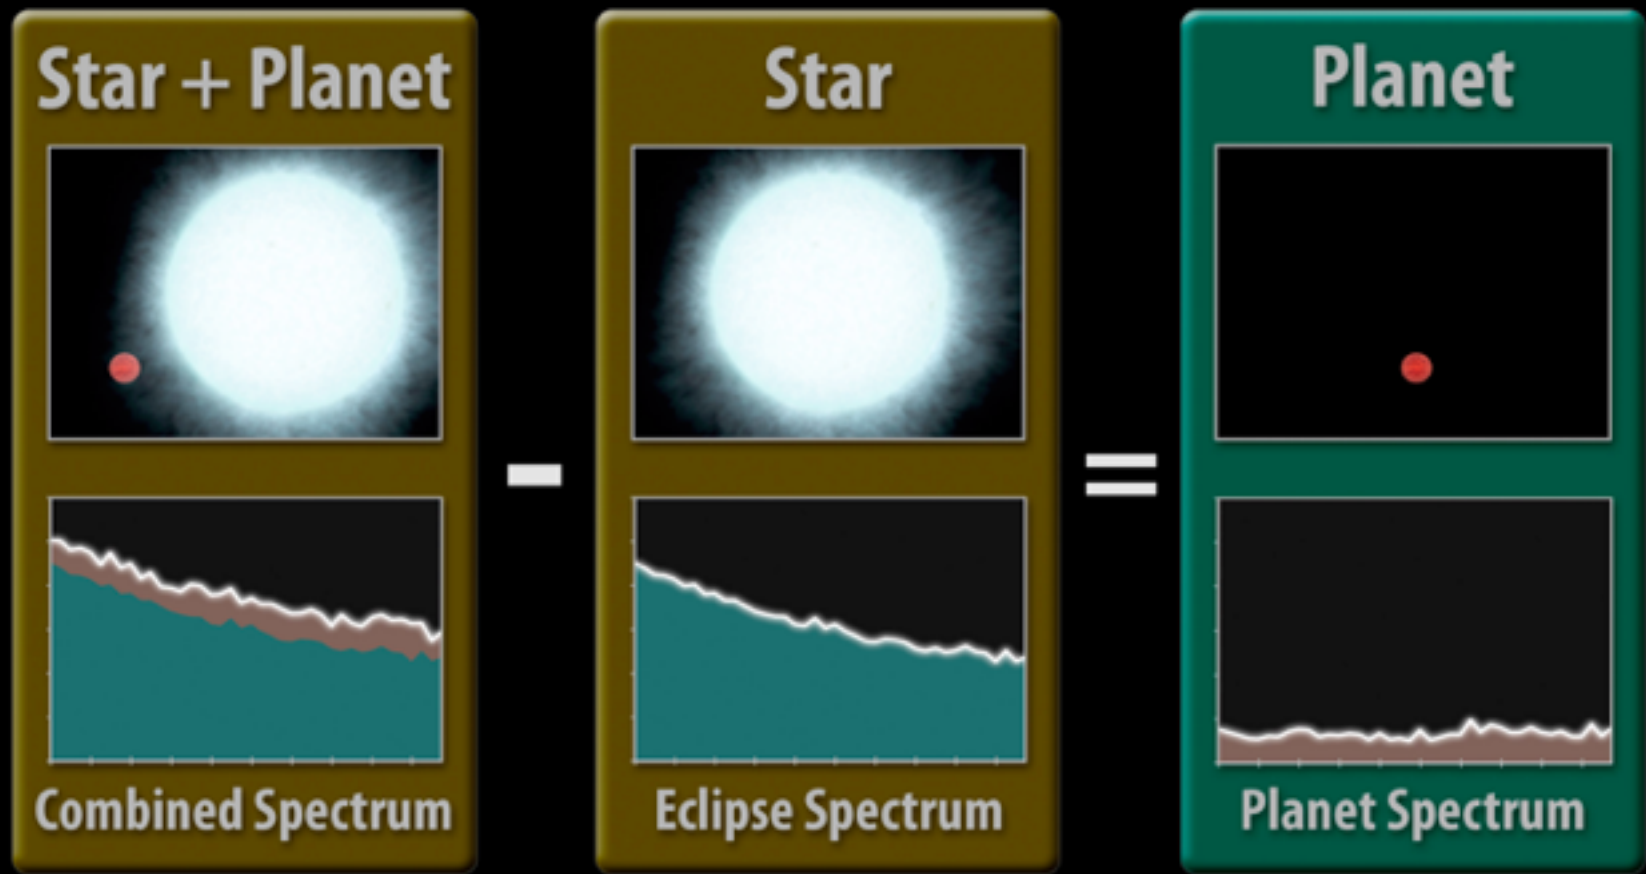 Star + Planet
Combined Spectrum
-
Star
Eclipse Spectrum
=
Planet
Planet Spectrum